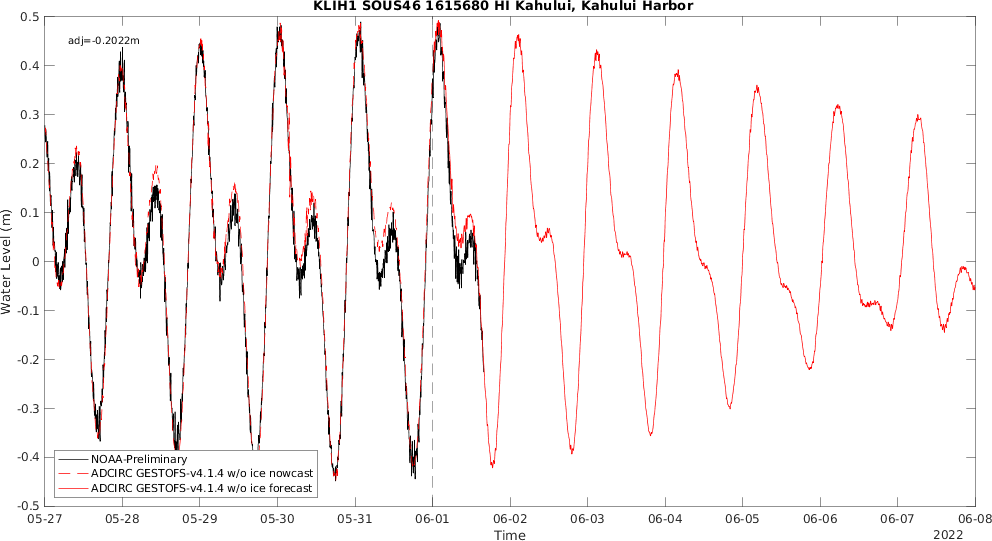 KLIH1 SOUS46 1615680 HI Kahului, Kahului Harbor
adj=-0.2022m
0.5
0.4
0.3
0.2
0.1
0
-0.1
-0.2
-0.3
-0.4
-0.5
Water Level (m)
NOAA-Preliminary
ADCIRC GESTOFS-v4.1.4 w/o ice nowcast
ADCIRC GESTOFS-v4.1.4 w/o ice forecast
05-27 05-28 05-29 05-30 05-31 06-01 06-02 06-03 06-04 06-05 06-06 06-07 06-08
Time
2022